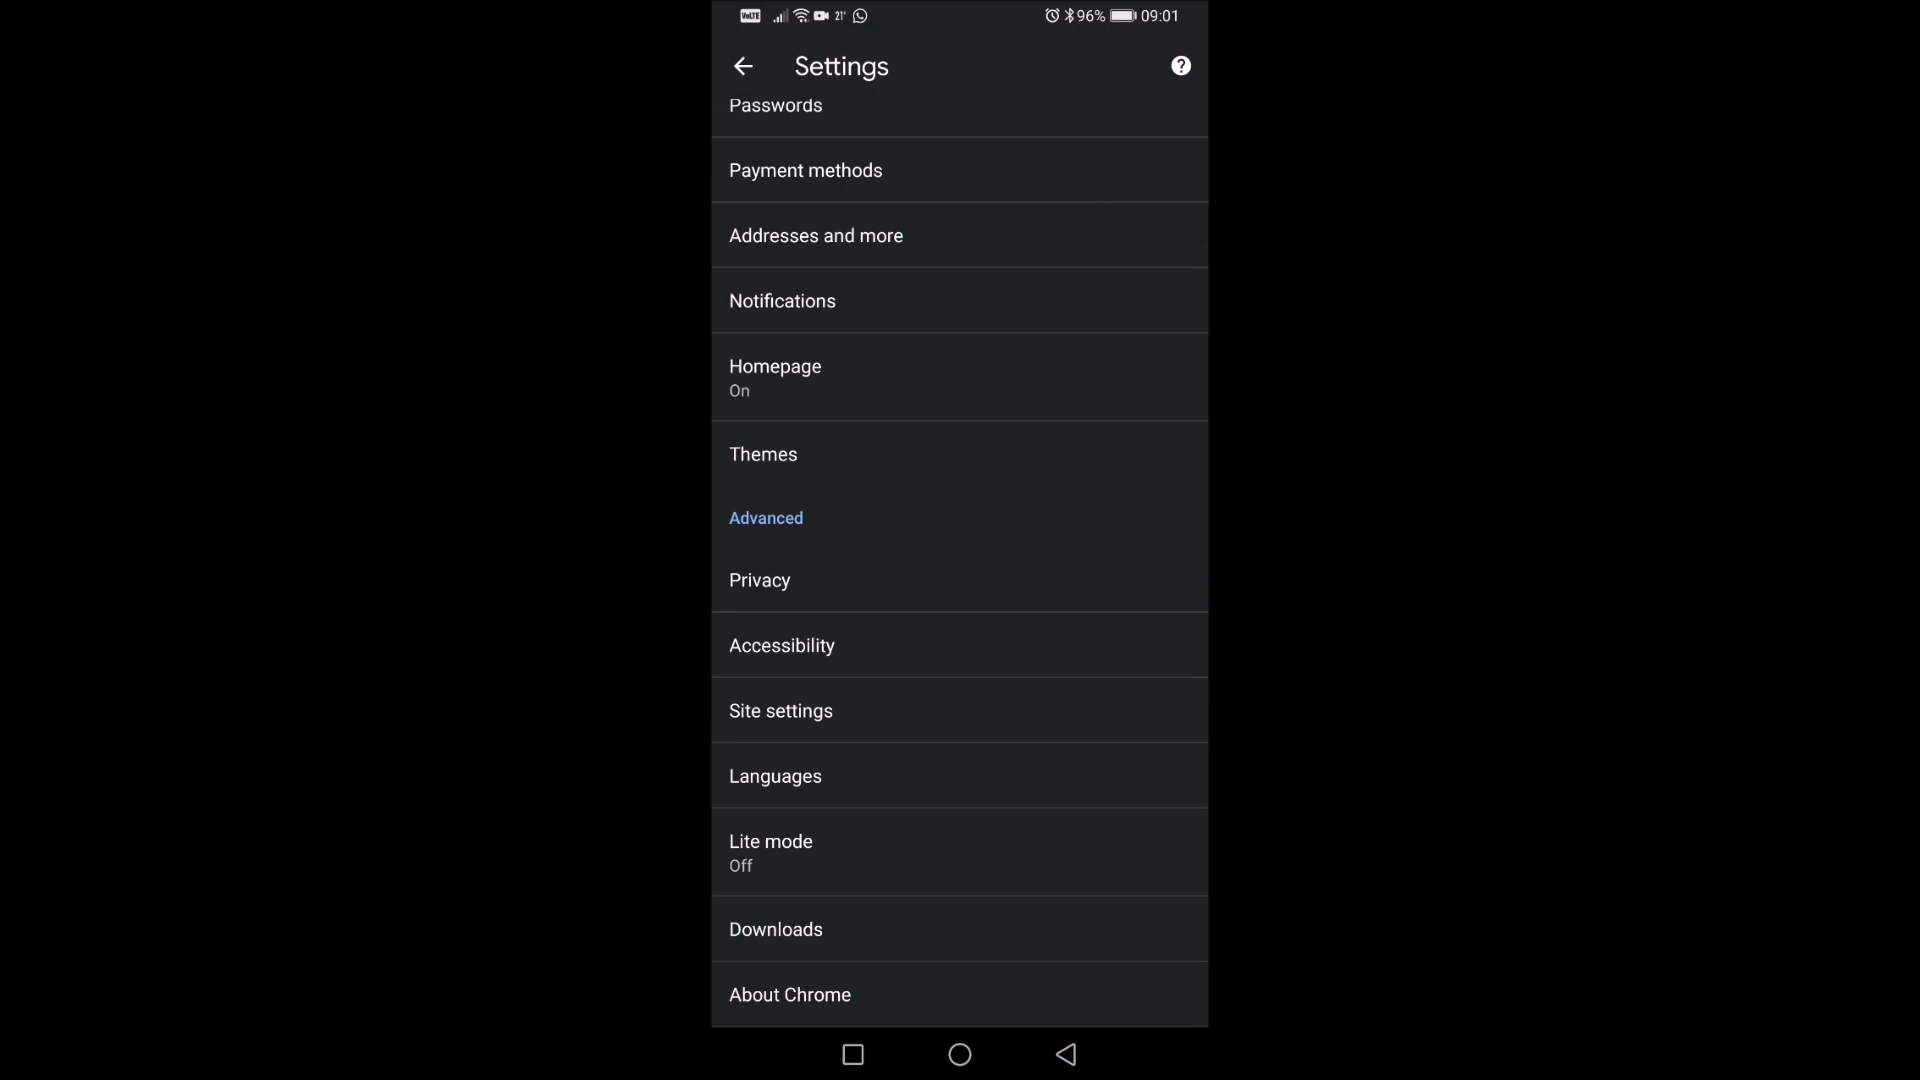 VoLTE 21° 96% 09:01
Settings
Passwords
Payment methods
Addresses and more
Notifications
Homepage
On
Themes
Advanced
Privacy
Accessibility
Site settings
Languages
Lite mode
Off
Downloads
About Chrome